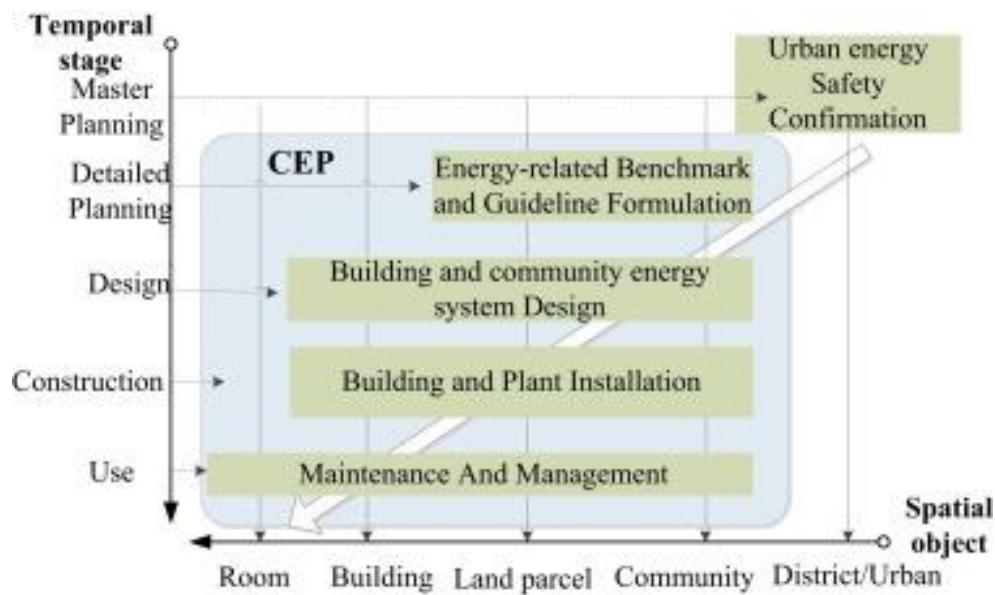 Temporal
stage
Urban energy
Safety
Confirmation
Master
Planning
CEP
Detailed
Planning
Energy-related Benchmark
and Guideline Formulation
Design
Building and community energy
system Design
Construction
Building and Plant Installation
Use
Maintenance And Management
Spatial
object
Room
Building
Land parcel
Community
District/Urban